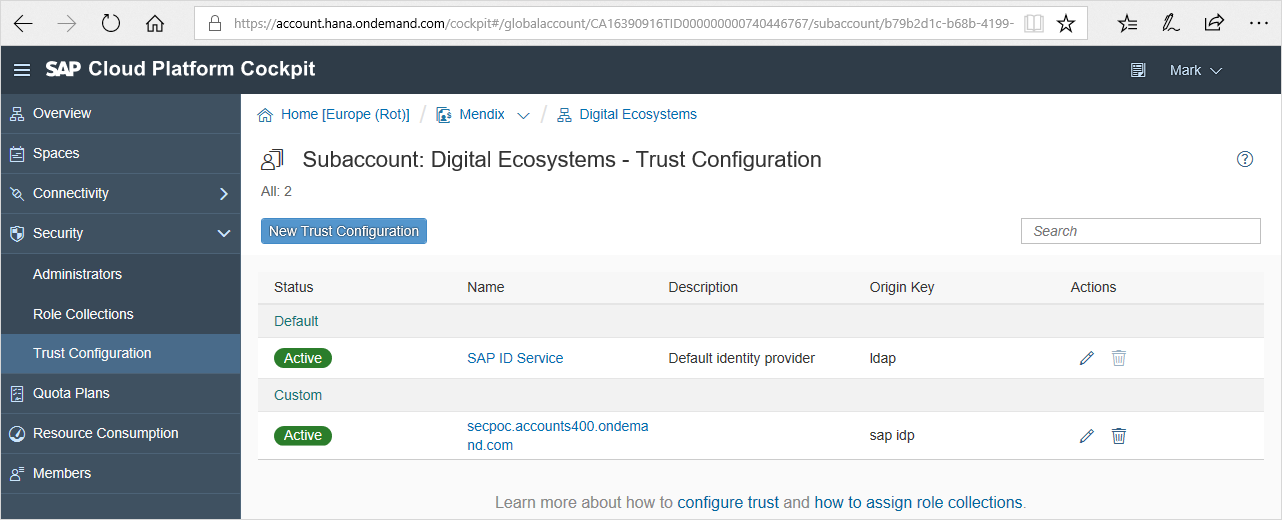 https://account.hana.ondemand.com/cockpit#/globalaccount/CA16390916TID000000000740446767/subaccount/b79b2d1c-b68b-4199-
SAP Cloud Platform Cockpit
Mark
Overview
Spaces
Connectivity
Security
Administrators
Role Collections
Trust Configuration
Quota Plans
Resource Consumption
Members
Home [Europe (Rot)] / Mendix / Digital Ecosystems
Subaccount: Digital Ecosystems - Trust Configuration
All: 2
New Trust Configuration
Search
Status Name Description Origin Key Actions
Default
Active SAP ID Service Default identity provider ldap
Custom
Active secpoc.accounts400.ondema sap idp
nd.com
Learn more about how to configure trust and how to assign role collections.